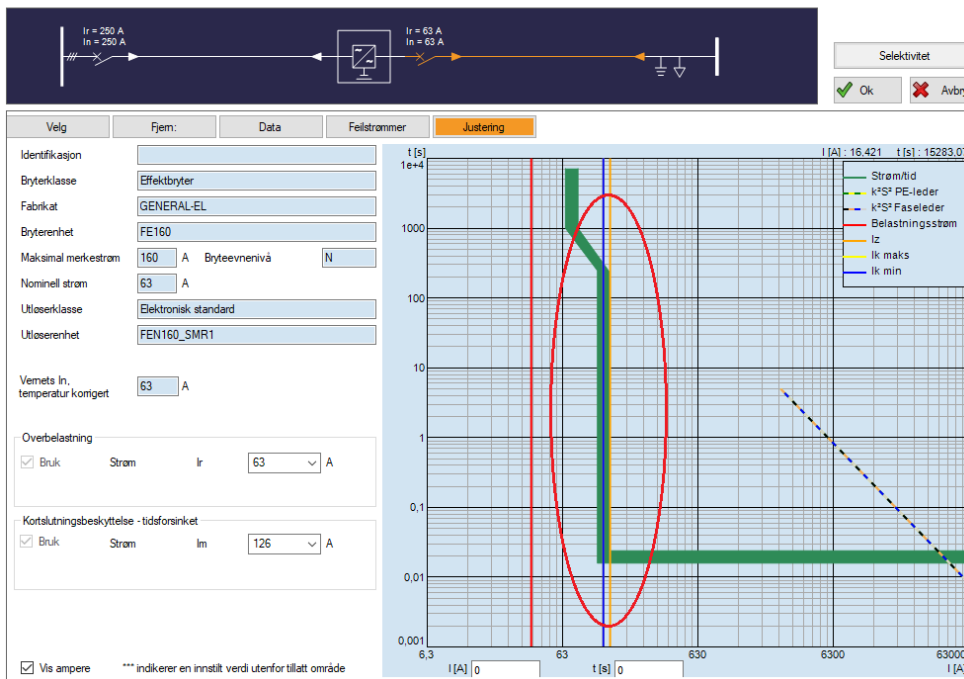 Ir = 250 A
In = 250 A
Ir = 63 A
In = 63 A
Selektivitet
Ok
Avbry
Velg
Fjern:
Data
Feilstrømmer
Justering
Identifikasjon
Bryterklasse Effektbryter
Fabrikat GENERAL-EL
Bryterenhet FE160
Maksimal merkestrøm 160 A Bryteevnenivå N
Nominell strøm 63 A
Utløserklasse Elektronisk standard
Utløserenhet FEN160_SMR1
Vernets In,
temperatur korrigert 63 A
Overbelastning
Bruk Strøm Ir 63 A
Kortslutningsbeskyttelse - tidsforsinket
Bruk Strøm Im 126 A
Vis ampere *** indikerer en innstilt verdi utenfor tillatt område
t [s] I [A] : 16,421 t [s] : 15283,07
1e+4
1000
100
10
1
0,1
0,01
0,001
6,3 63 630 6300 63000
I [A] 0 t [s] 0 I [A]
Strøm/tid
k²S² PE-leder
k²S² Faseleder
Belastningsstrøm
Iz
Ik maks
Ik min